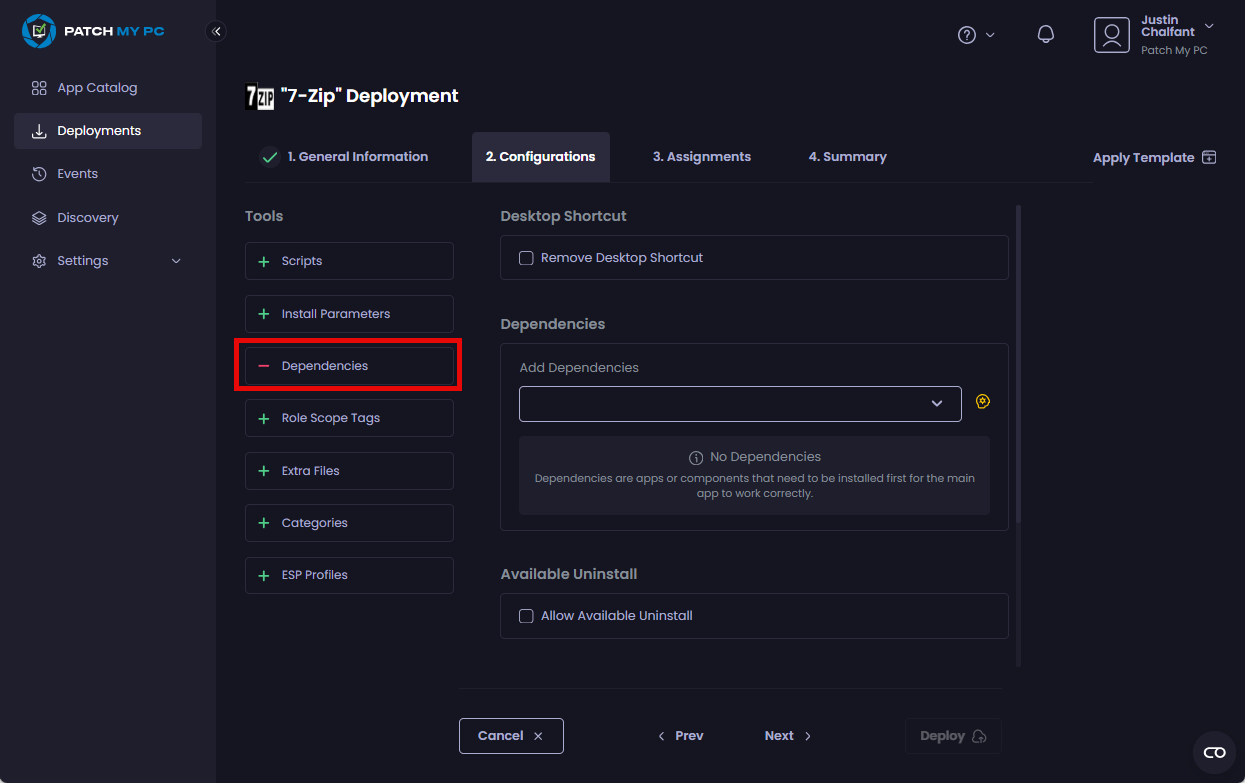 PATCH MY PC
Justin
Chalfant
Patch My PC
App Catalog
Deployments
Events
Discovery
Settings
7ZIP "7-Zip" Deployment
1. General Information
2. Configurations
3. Assignments
4. Summary
Apply Template
Tools
Scripts
Install Parameters
Dependencies
Role Scope Tags
Extra Files
Categories
ESP Profiles
Desktop Shortcut
Remove Desktop Shortcut
Dependencies
Add Dependencies
No Dependencies
Dependencies are apps or components that need to be installed first for the main
app to work correctly.
Available Uninstall
Allow Available Uninstall
Cancel
Prev
Next
Deploy